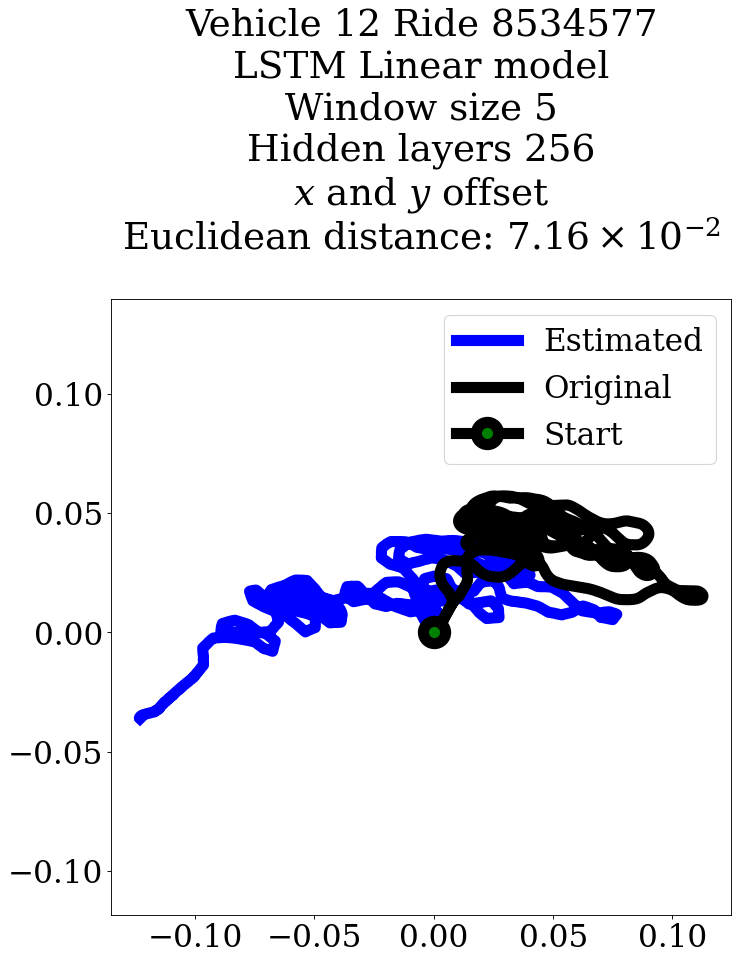 Vehicle 12 Ride 8534577
LSTM Linear model
Window size 5
Hidden layers 256
x and y offset
Euclidean distance: 7.16 × 10⁻²
Estimated
Original
Start
0.10
0.05
0.00
−0.05
−0.10
−0.10 −0.05 0.00 0.05 0.10